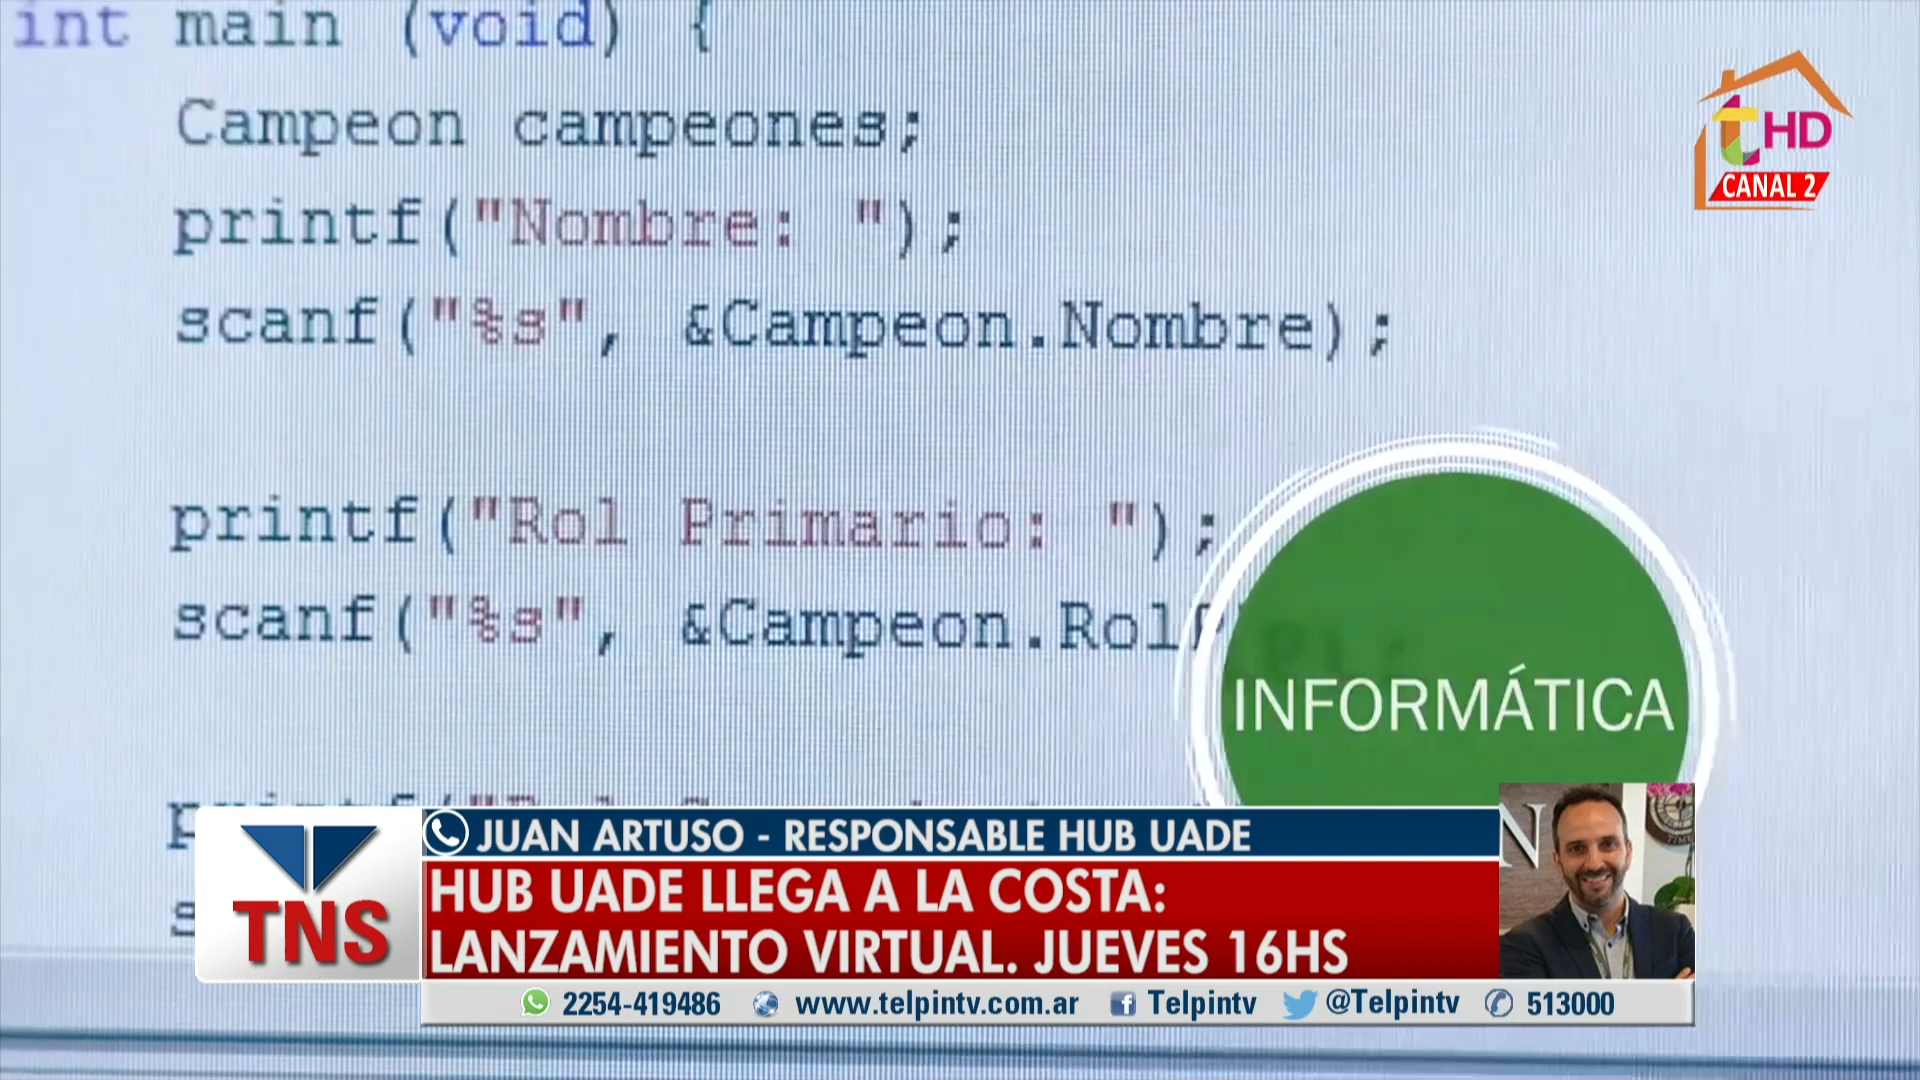 int main (void) {
Campeon campeones;
printf("Nombre: ");
scanf("%s", &Campeon.Nombre);
printf("Rol Primario: ");
scanf("%s", &Campeon.Rol
INFORMÁTICA
t HD
CANAL 2
JUAN ARTUSO - RESPONSABLE HUB UADE
HUB UADE LLEGA A LA COSTA:
LANZAMIENTO VIRTUAL. JUEVES 16HS
TNS
2254-419486 www.telpintv.com.ar Telpintv @Telpintv 513000